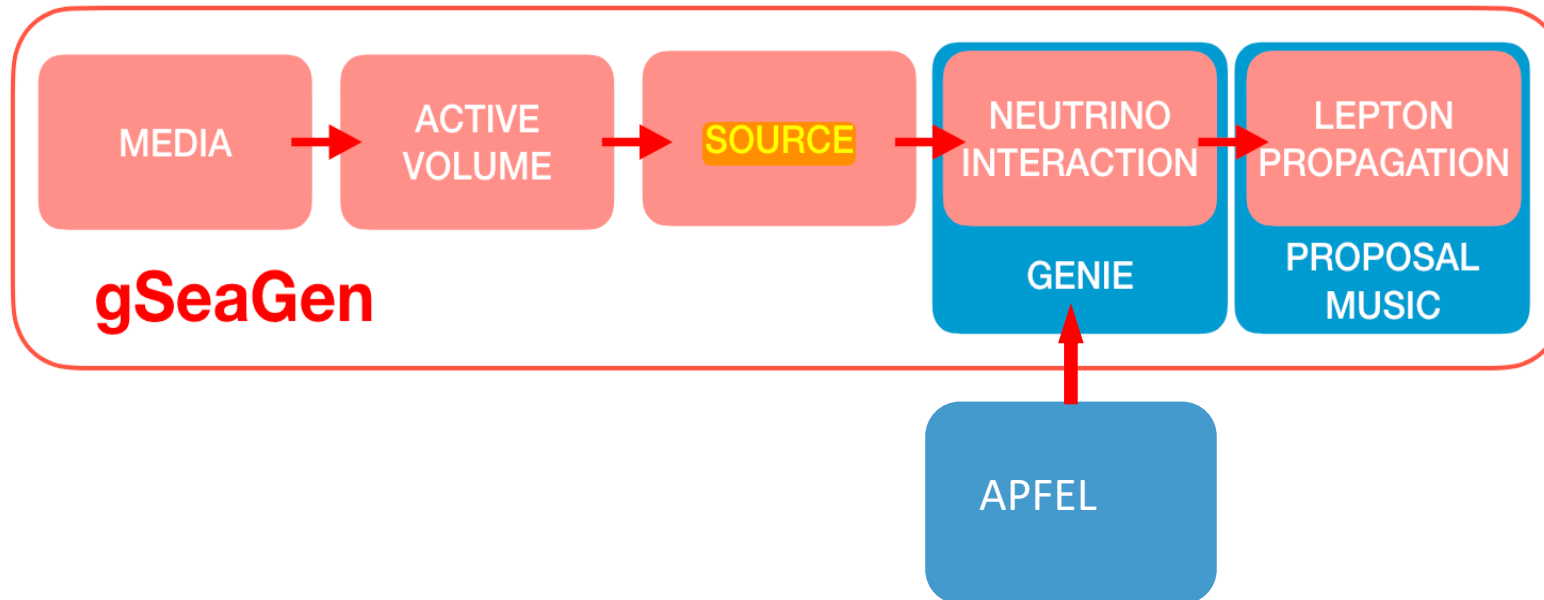 MEDIA
ACTIVE
VOLUME
SOURCE
NEUTRINO
INTERACTION
LEPTON
PROPAGATION
gSeaGen
GENIE
PROPOSAL
MUSIC
APFEL